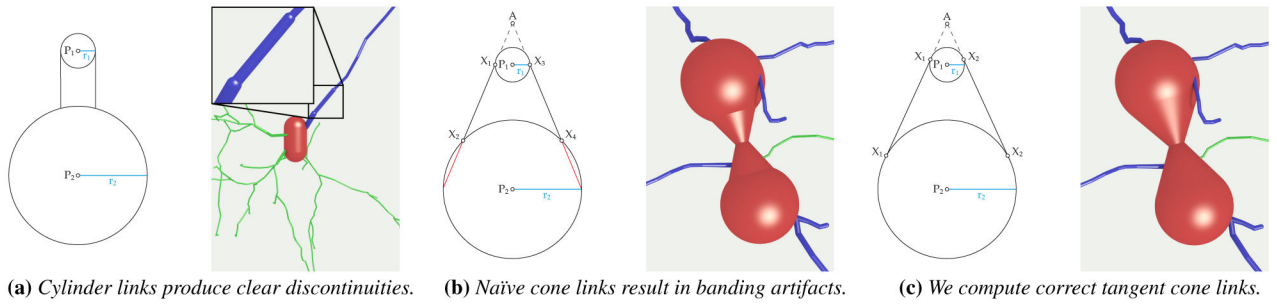 P1
r1
P2
r2
A
X1
P1
X3
r1
X2
X4
P2
r2
A
X1
P1
X2
r1
X1
X2
P2
r2
(a) Cylinder links produce clear discontinuities.
(b) Naïve cone links result in banding artifacts.
(c) We compute correct tangent cone links.